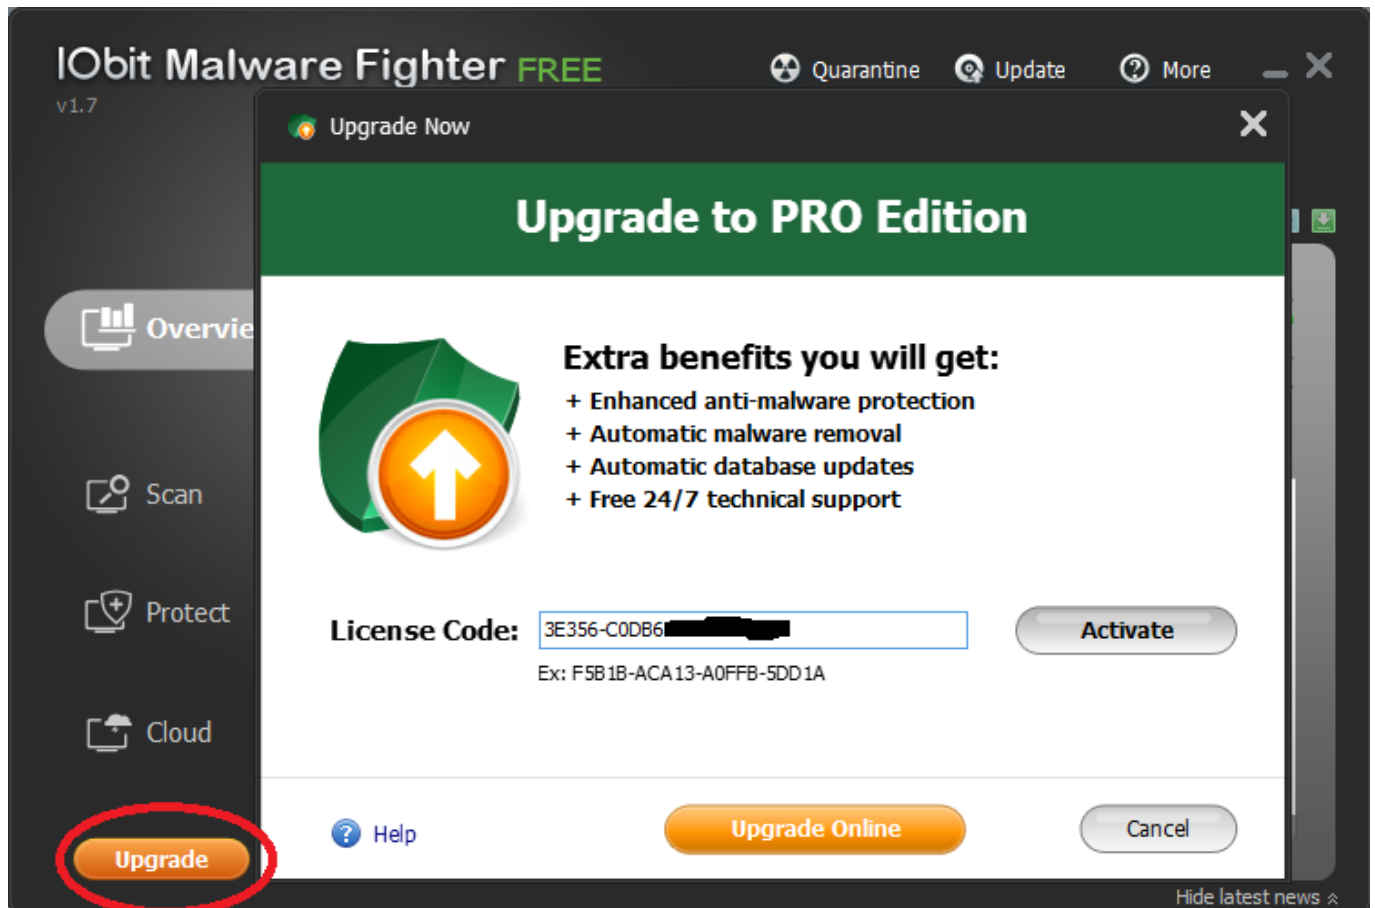 IObit Malware Fighter FREE
Quarantine Update More
v1.7
Upgrade Now
Upgrade to PRO Edition
Overvie
Extra benefits you will get:
+ Enhanced anti-malware protection
+ Automatic malware removal
+ Automatic database updates
+ Free 24/7 technical support
Scan
Protect
License Code: 3E356-C0DB6 Activate
Ex: F5B1B-ACA13-A0FFB-5DD1A
Cloud
Help Upgrade Online Cancel
Upgrade
Hide latest news